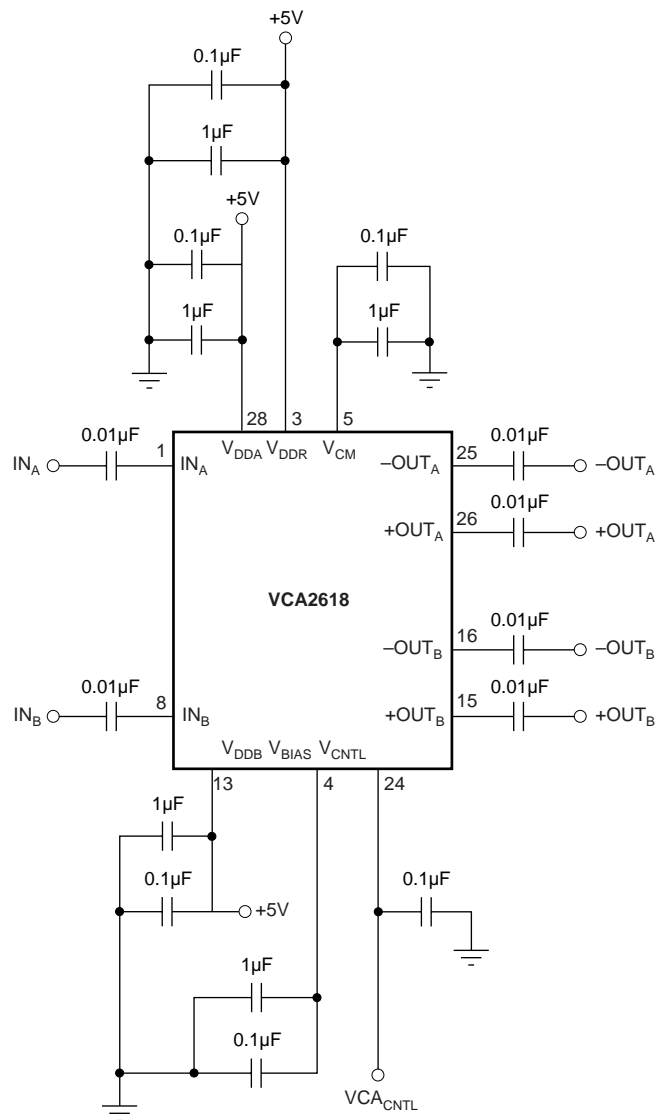 +5V
0.1µF
1µF
+5V
0.1µF
0.1µF
1µF
1µF
28
3
5
0.01µF
0.01µF
1
V_DDA V_DDR
V_CM
25
IN_A
IN_A
–OUT_A
–OUT_A
0.01µF
26
+OUT_A
+OUT_A
VCA2618
0.01µF
16
–OUT_B
–OUT_B
0.01µF
0.01µF
8
15
IN_B
IN_B
+OUT_B
+OUT_B
V_DDB V_BIAS V_CNTL
13
4
24
1µF
0.1µF
0.1µF
+5V
1µF
0.1µF
VCA_CNTL